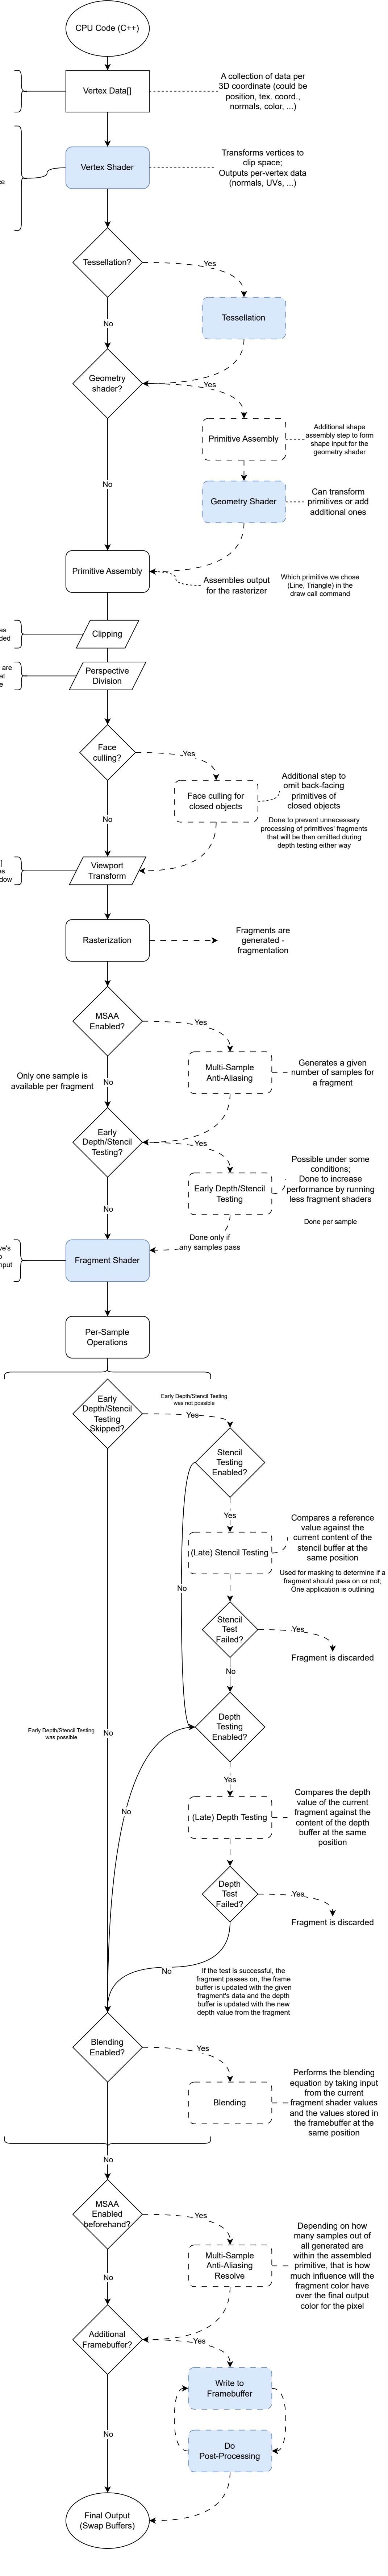 CPU Code (C++)
Vertex Data[]
A collection of data per
3D coordinate (could be
position, tex. coord.,
normals, color, ...)
Vertex Shader
Transforms vertices to
clip space;
Outputs per-vertex data
(normals, UVs, ...)
ce
Tessellation?
Yes
Tessellation
No
Geometry
shader?
Yes
Primitive Assembly
Additional shape
assembly step to form
shape input for the
geometry shader
No
Geometry Shader
Can transform
primitives or add
additional ones
Primitive Assembly
Assembles output
for the rasterizer
Which primitive we chose
(Line, Triangle) in the
draw call command
as
ded
Clipping
are
at
e
Perspective
Division
Face
culling?
Yes
Face culling for
closed objects
Additional step to
omit back-facing
primitives of
closed objects
No
Done to prevent unnecessary
processing of primitives' fragments
that will be then omitted during
depth testing either way
]
es
dow
Viewport
Transform
Rasterization
Fragments are
generated -
fragmentation
MSAA
Enabled?
Yes
Multi-Sample
Anti-Aliasing
Generates a given
number of samples for
a fragment
Only one sample is
available per fragment
No
Early
Depth/Stencil
Testing?
Yes
Early Depth/Stencil
Testing
Possible under some
conditions;
Done to increase
performance by running
less fragment shaders
Done per sample
No
Done only if
any samples pass
ve's
o
nput
Fragment Shader
Per-Sample
Operations
Early
Depth/Stencil
Testing
Skipped?
Early Depth/Stencil Testing
was not possible
Yes
Stencil
Testing
Enabled?
Yes
(Late) Stencil Testing
Compares a reference
value against the
current content of the
stencil buffer at the
same position
Used for masking to determine if a
fragment should pass on or not;
One application is outlining
No
Stencil
Test
Failed?
Yes
Fragment is discarded
No
Depth
Testing
Enabled?
Early Depth/Stencil Testing
was possible
No
Yes
(Late) Depth Testing
Compares the depth
value of the current
fragment against the
content of the depth
buffer at the same
position
No
Depth
Test
Failed?
Yes
Fragment is discarded
No
If the test is successful, the
fragment passes on, the frame
buffer is updated with the given
fragment's data and the depth
buffer is updated with the new
depth value from the fragment
Blending
Enabled?
Yes
Blending
Performs the blending
equation by taking input
from the current
fragment shader values
and the values stored in
the framebuffer at the
same position
No
MSAA
Enabled
beforehand?
Yes
Multi-Sample
Anti-Aliasing
Resolve
Depending on how
many samples out of
all generated are
within the assembled
primitive, that is how
much influence will the
fragment color have
over the final output
color for the pixel
No
Additional
Framebuffer?
Yes
Write to
Framebuffer
Do
Post-Processing
No
Final Output
(Swap Buffers)